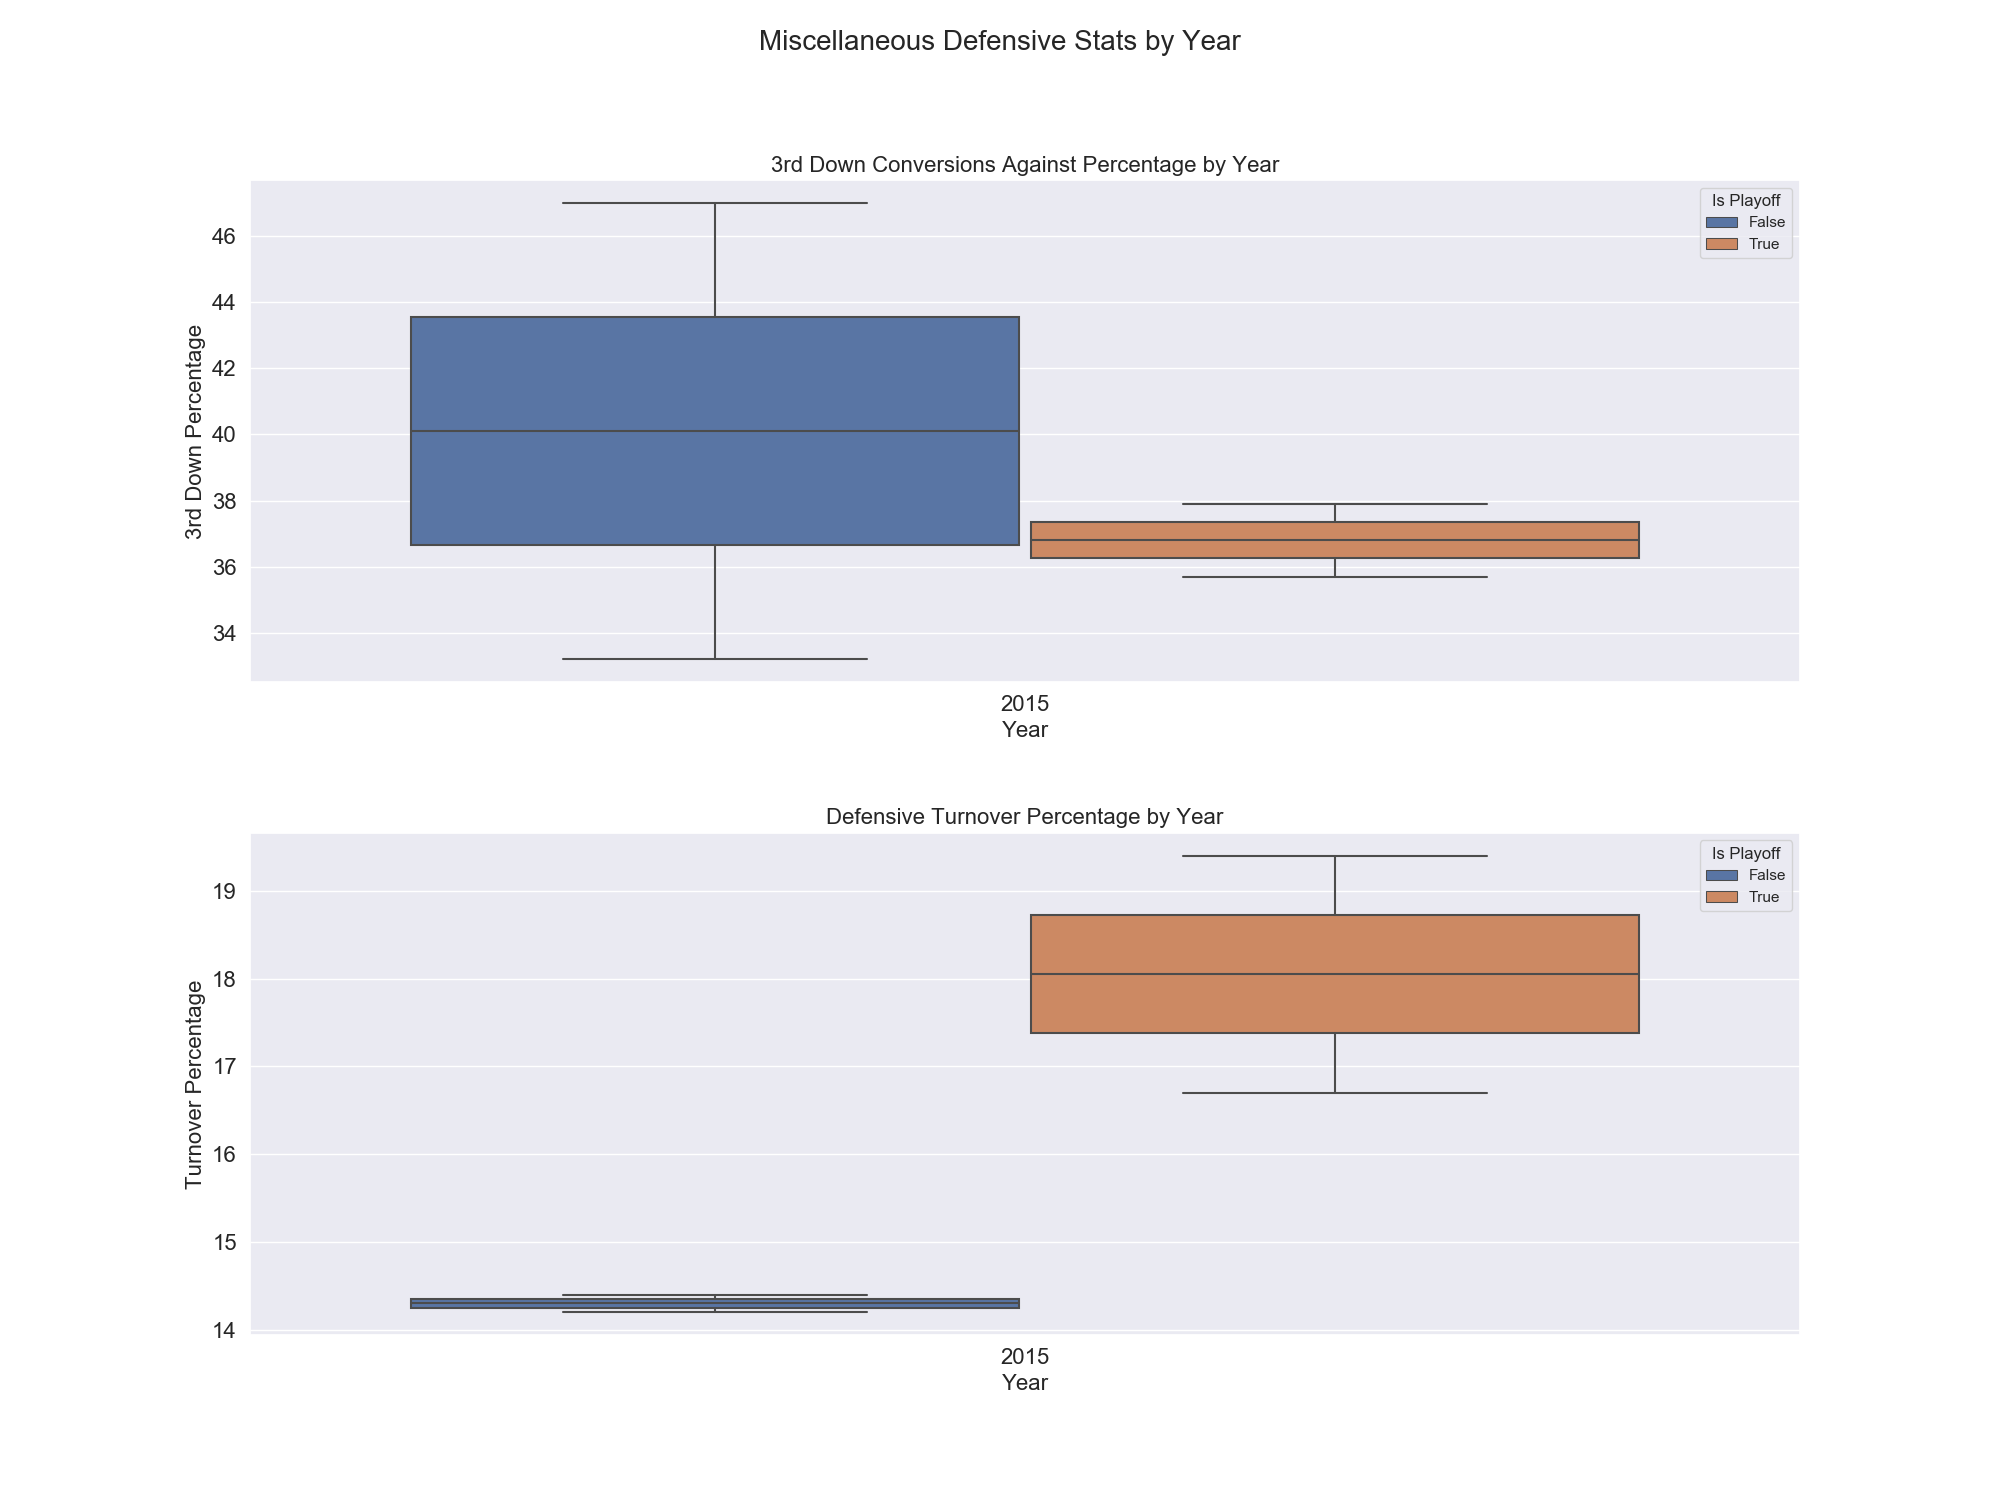 Miscellaneous Defensive Stats by Year
3rd Down Conversions Against Percentage by Year
Is Playoff
False
True
3rd Down Percentage
46
44
42
40
38
36
34
2015
Year
Defensive Turnover Percentage by Year
Is Playoff
False
True
Turnover Percentage
19
18
17
16
15
14
2015
Year